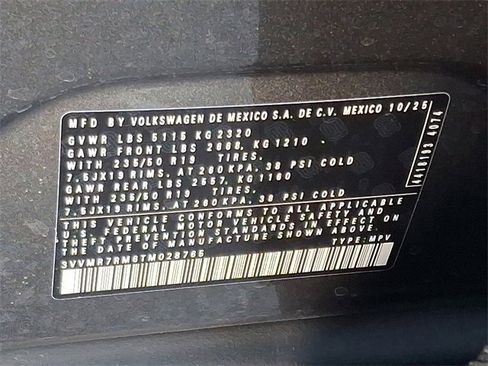 MFD BY VOLKSWAGEN DE MEXICO S.A. DE C.V. MEXICO 10/25
GVWR LBS 5115 KG 2320
GAWR FRONT LBS 2668, KG 1210
WITH 235/50 R19 TIRES.
7.5JX19 RIMS, AT 260 KPA, 38 PSI COLD
GAWR REAR LBS 2557, KG 1160
WITH 235/50 R19 TIRES.
7.5JX19 RIMS, AT 260 KPA, 38 PSI COLD
THIS VEHICLE CONFORMS TO ALL APPLICABLE
U.S. FEDERAL MOTOR VEHICLE SAFETY AND
THEFT PREVENTION STANDARDS IN EFFECT ON
THE DATE OF MANUFACTURE SHOWN ABOVE.
TYPE: MPV
3VVMR7RM6TM028765